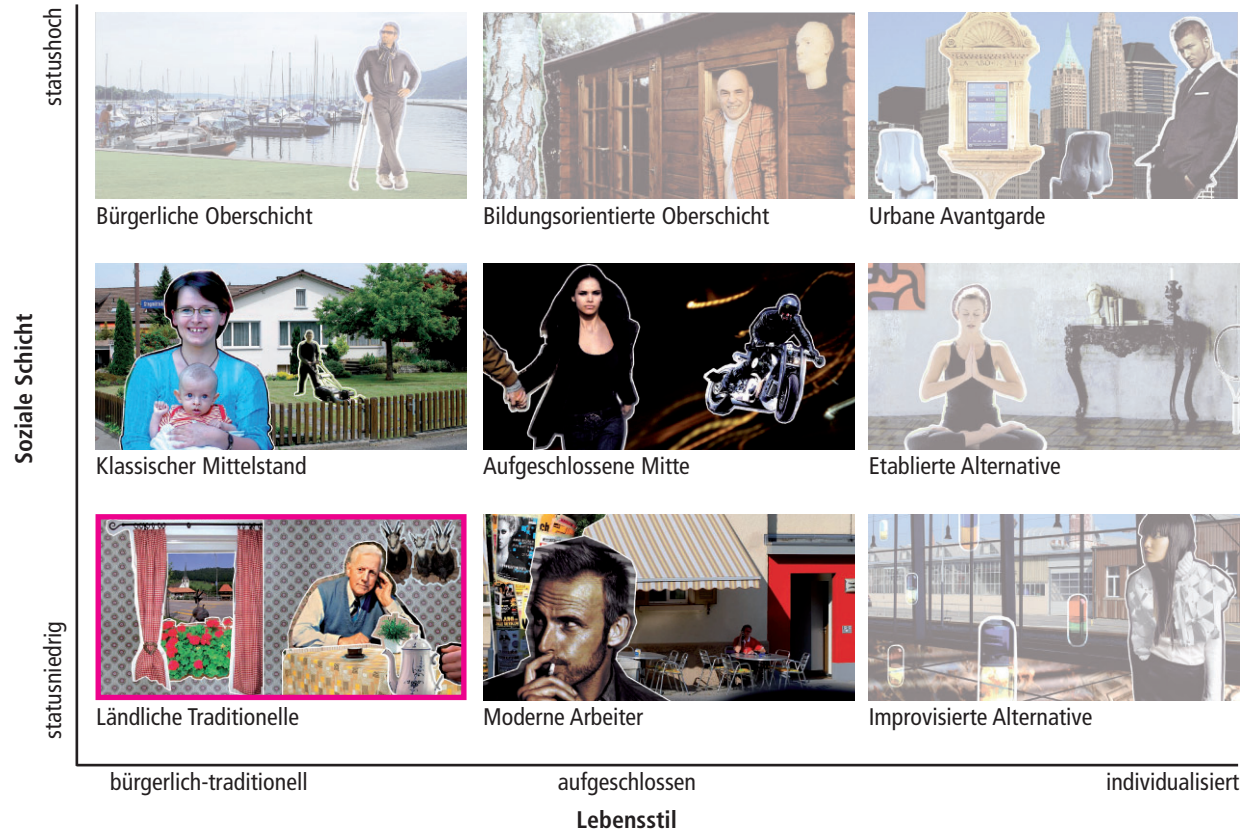 statushoch
Bürgerliche Oberschicht
Bildungsorientierte Oberschicht
Urbane Avantgarde
Soziale Schicht
Klassischer Mittelstand
Aufgeschlossene Mitte
Etablierte Alternative
statusniedrig
Ländliche Traditionelle
Moderne Arbeiter
Improvisierte Alternative
bürgerlich-traditionell
aufgeschlossen
individualisiert
Lebensstil